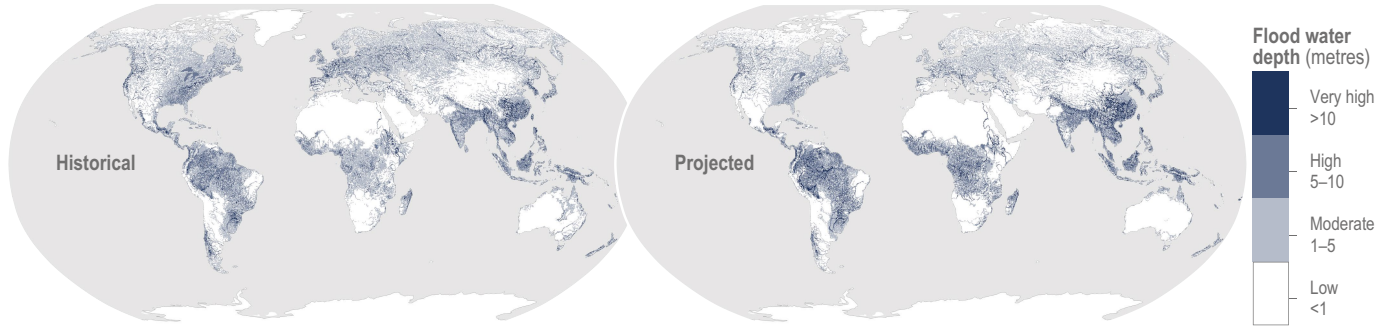 Historical
Projected
Flood water
depth (metres)
Very high
>10
High
5–10
Moderate
1–5
Low
<1